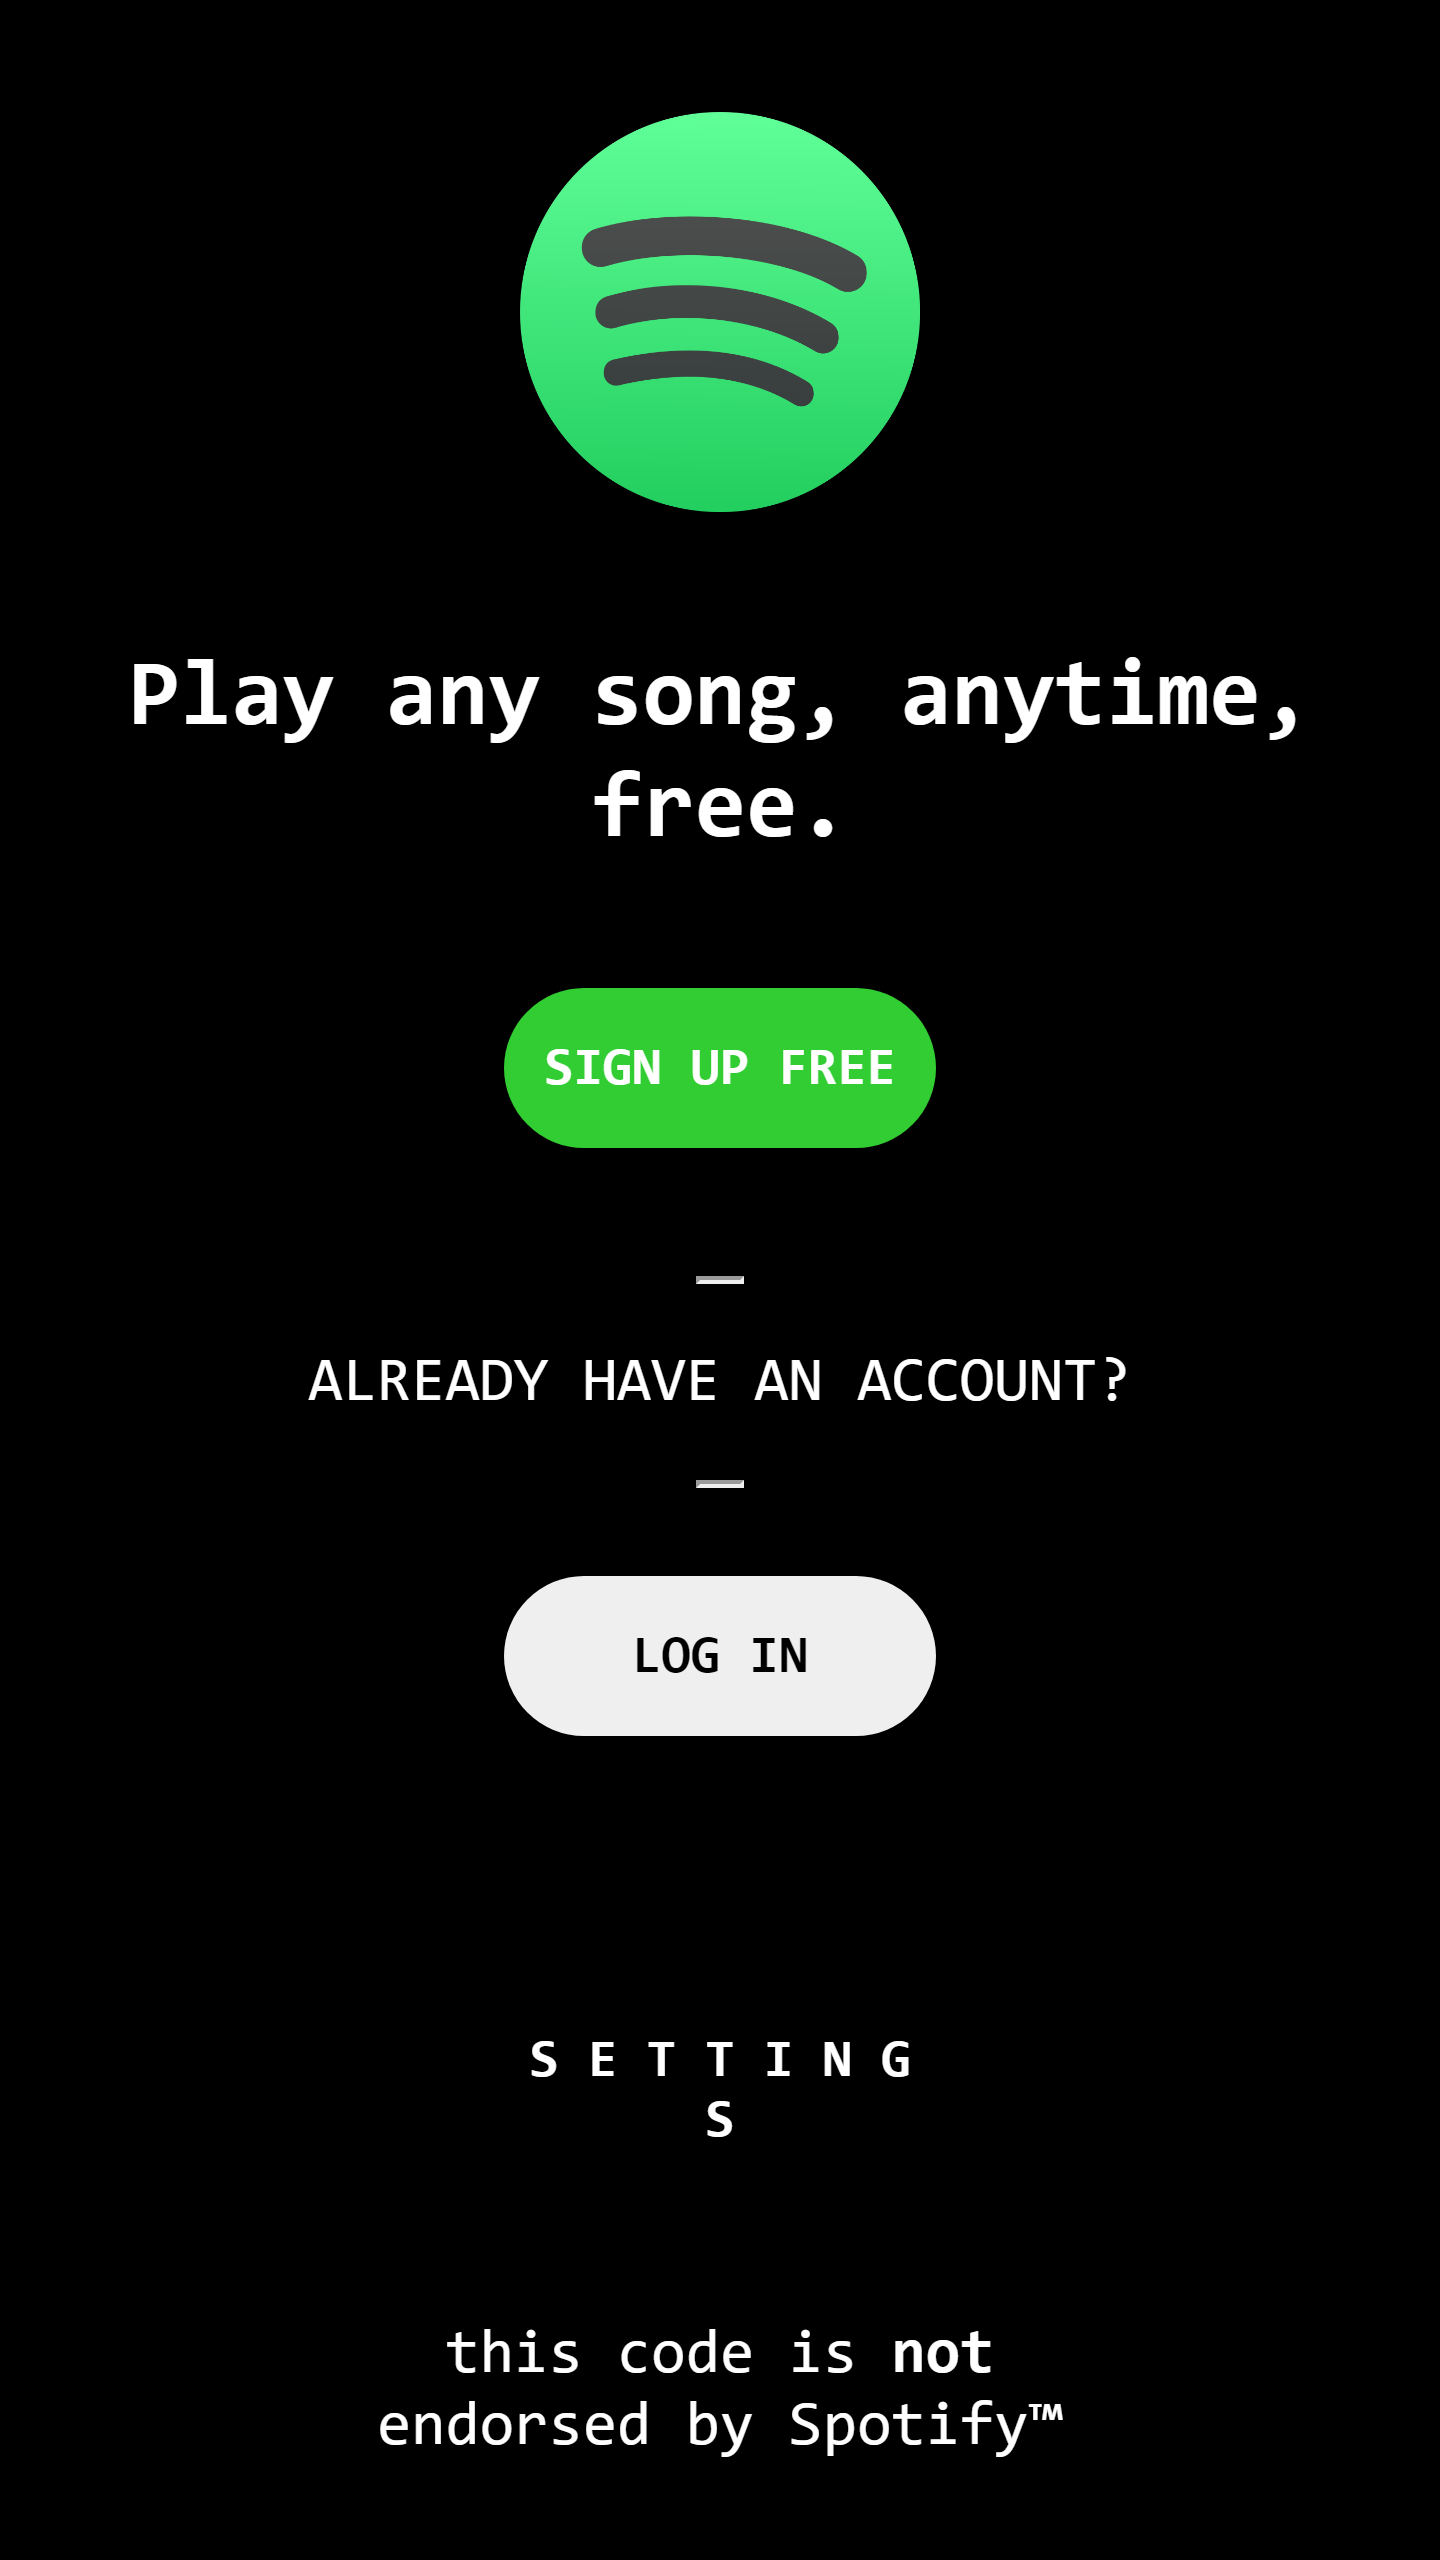 Play any song, anytime,
free.
SIGN UP FREE
ALREADY HAVE AN ACCOUNT?
LOG IN
S E T T I N G
S
this code is not
endorsed by Spotify™